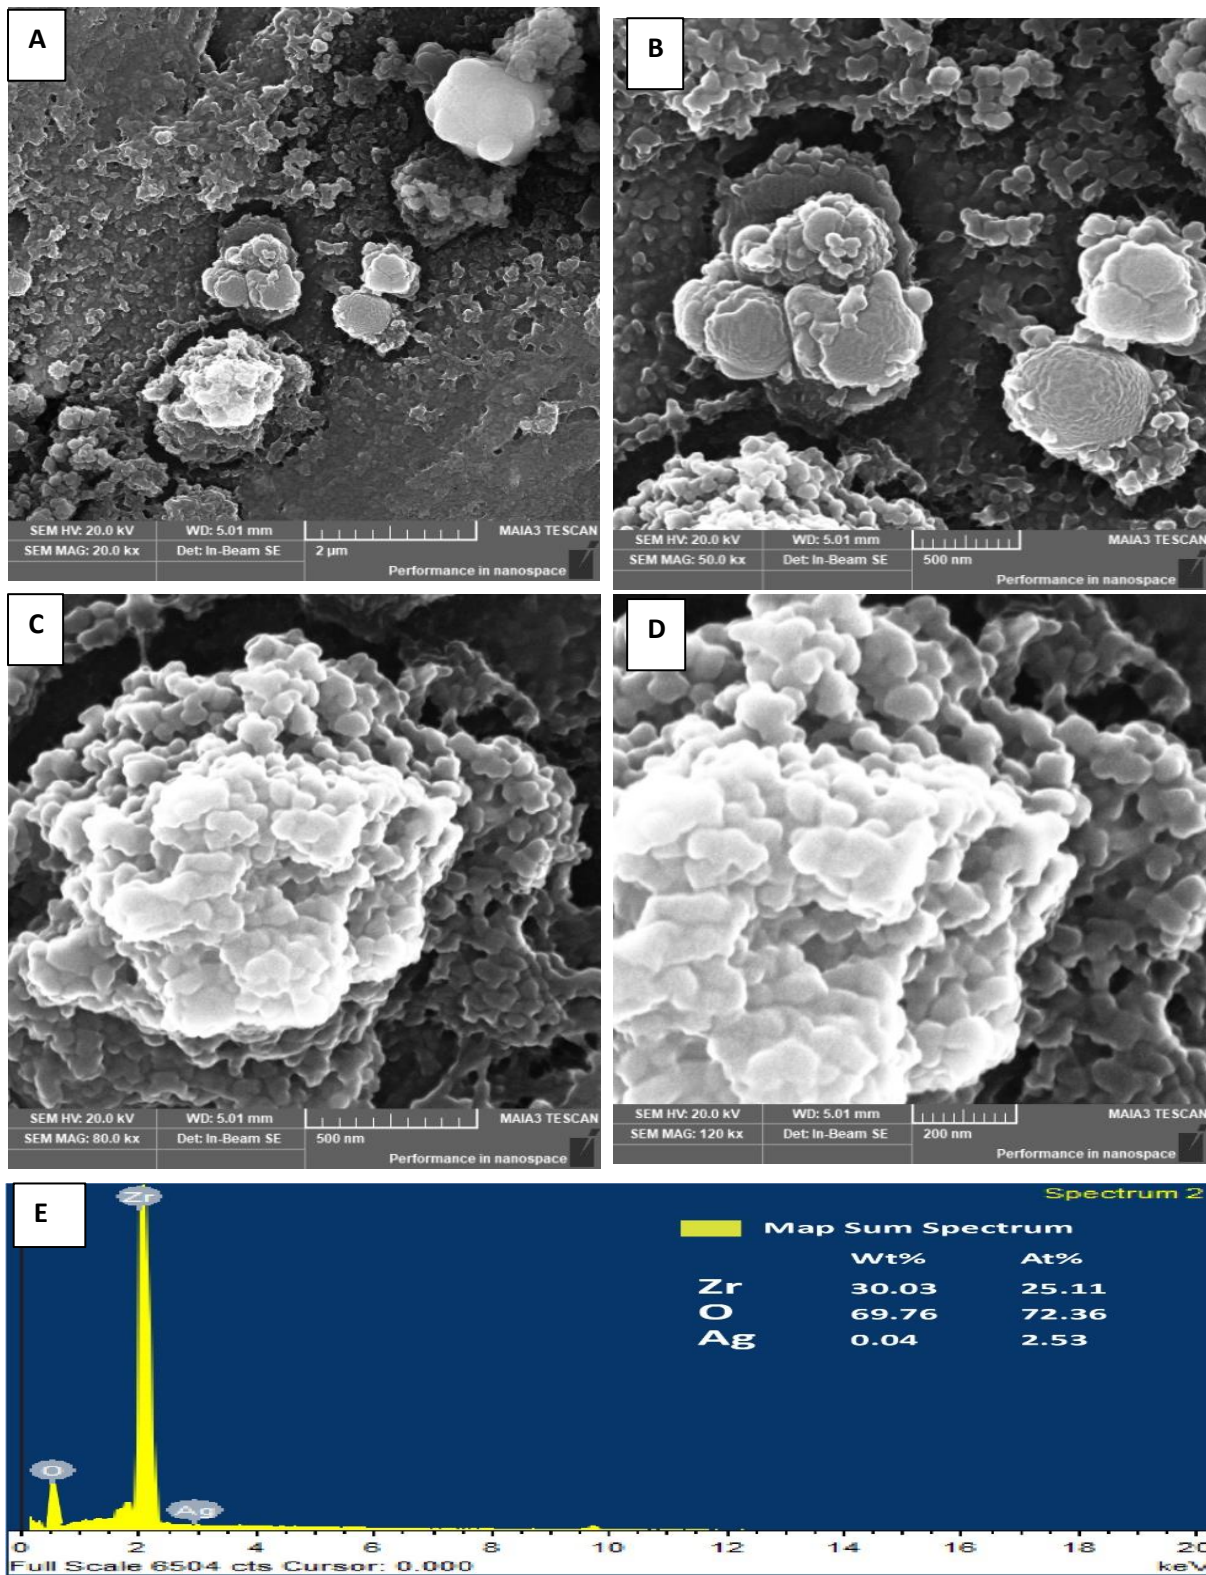 A
SEM HV: 20.0 kV WD: 5.01 mm MAIA3 TESCAN
SEM MAG: 20.0 kx Det: In-Beam SE 2 µm
Performance in nanospace
B
SEM HV: 20.0 kV WD: 5.01 mm MAIA3 TESCAN
SEM MAG: 50.0 kx Det: In-Beam SE 500 nm
Performance in nanospace
C
SEM HV: 20.0 kV WD: 5.01 mm MAIA3 TESCAN
SEM MAG: 80.0 kx Det: In-Beam SE 500 nm
Performance in nanospace
D
SEM HV: 20.0 kV WD: 5.01 mm MAIA3 TESCAN
SEM MAG: 120 kx Det: In-Beam SE 200 nm
Performance in nanospace
E
Spectrum 2
Map Sum Spectrum
Wt% At%
Zr 30.03 25.11
O 69.76 72.36
Ag 0.04 2.53
Zr
O
Ag
0 2 4 6 8 10 12 14 16 18 20
Full Scale 6504 cts Cursor: 0.000 keV